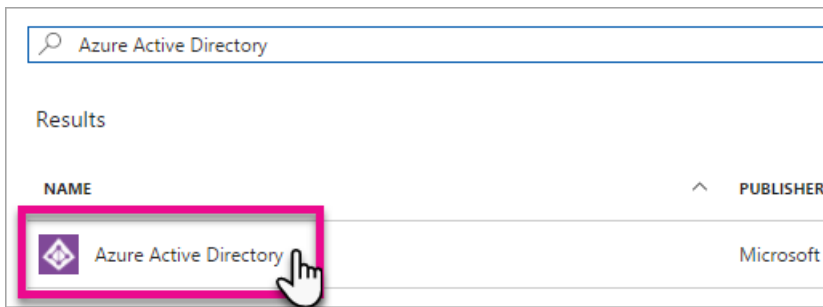 Azure Active Directory
Results
NAME PUBLISHER
Azure Active Directory Microsoft